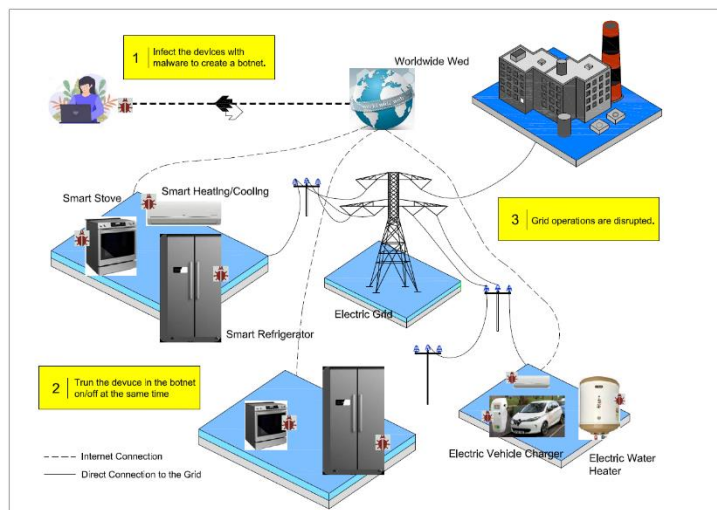 1
Infect the devices with
malware to create a botnet.
Worldwide Wed
Smart Stove
Smart Heating/Cooling
3
Grid operations are disrupted.
Electric Grid
Smart Refrigerator
2
Trun the devuce in the botnet
on/off at the same time
Electric Vehicle Charger
Electric Water
Heater
Internet Connection
Direct Connection to the Grid